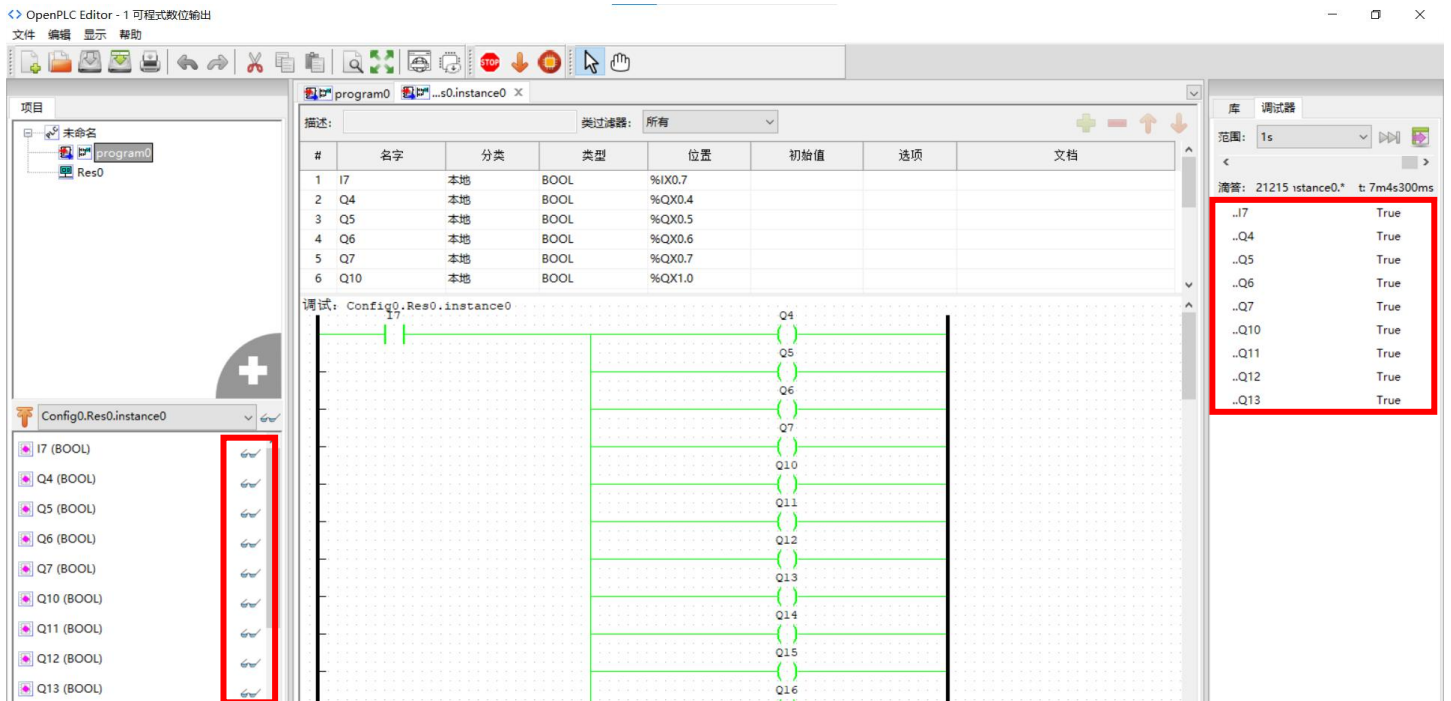 OpenPLC Editor - 1 可程式数位输出
文件 编辑 显示 帮助
STOP
项目
未命名
program0
Res0
program0 ...s0.instance0
描述: 类过滤器: 所有
# 名字 分类 类型 位置 初始值 选项 文档
1 I7 本地 BOOL %IX0.7
2 Q4 本地 BOOL %QX0.4
3 Q5 本地 BOOL %QX0.5
4 Q6 本地 BOOL %QX0.6
5 Q7 本地 BOOL %QX0.7
6 Q10 本地 BOOL %QX1.0
调试: Config0.Res0.instance0
I7
Q4
Q5
Q6
Q7
Q10
Q11
Q12
Q13
Q14
Q15
Q16
Config0.Res0.instance0
I7 (BOOL)
Q4 (BOOL)
Q5 (BOOL)
Q6 (BOOL)
Q7 (BOOL)
Q10 (BOOL)
Q11 (BOOL)
Q12 (BOOL)
Q13 (BOOL)
库 调试器
范围: 1s
滴答: 21215 ıstance0.* t: 7m4s300ms
..I7 True
..Q4 True
..Q5 True
..Q6 True
..Q7 True
..Q10 True
..Q11 True
..Q12 True
..Q13 True